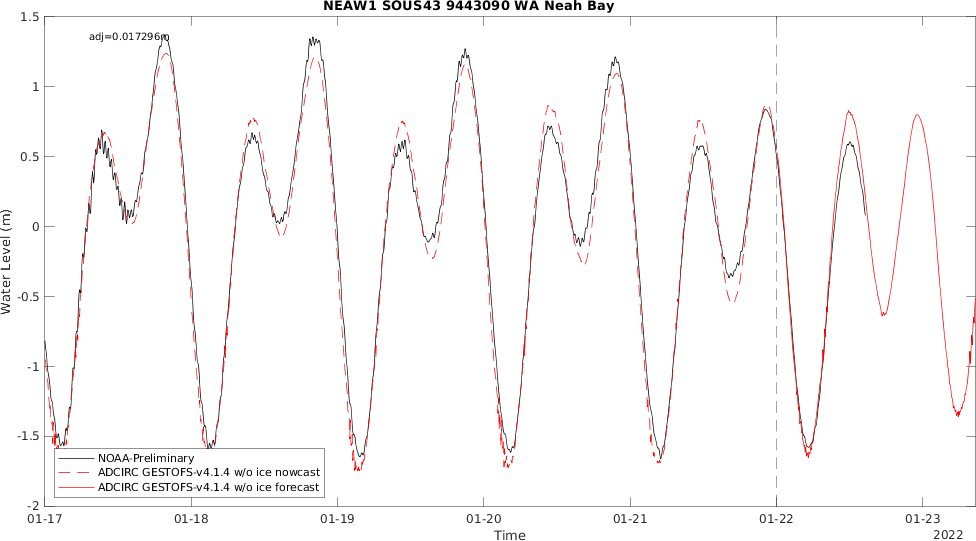 NEAW1 SOUS43 9443090 WA Neah Bay
adj=0.017296m
1.5
1
0.5
0
-0.5
-1
-1.5
-2
Water Level (m)
NOAA-Preliminary
ADCIRC GESTOFS-v4.1.4 w/o ice nowcast
ADCIRC GESTOFS-v4.1.4 w/o ice forecast
01-17 01-18 01-19 01-20 01-21 01-22 01-23
Time
2022